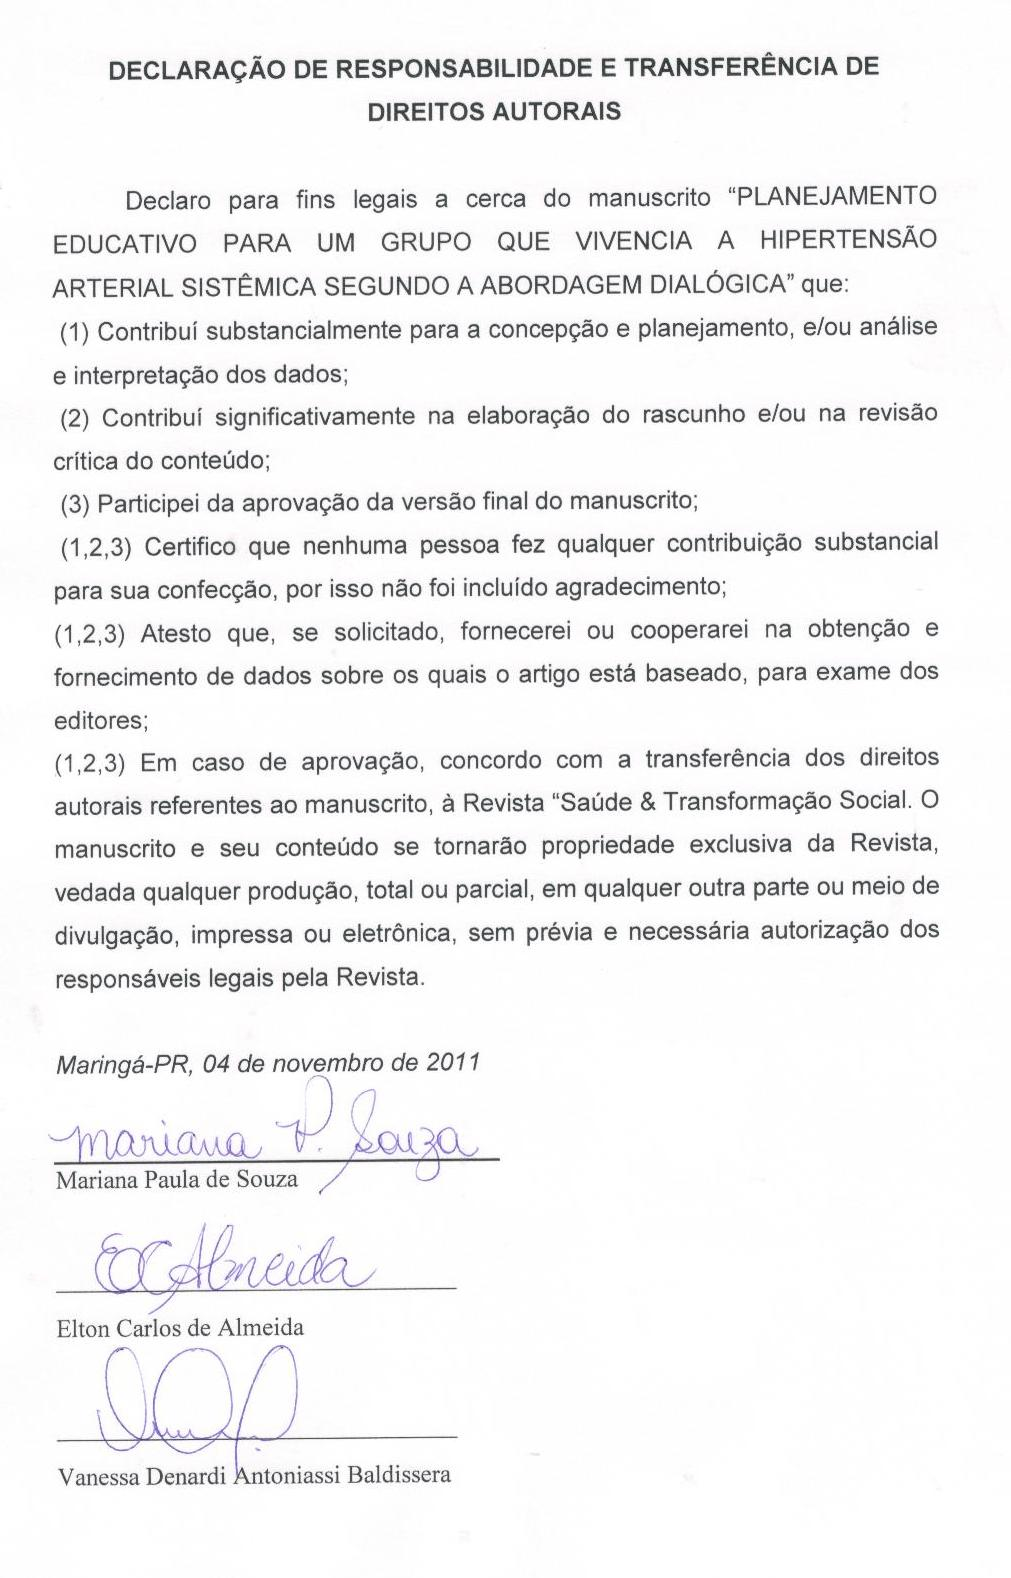 DECLARAÇÃO DE RESPONSABILIDADE E TRANSFERÊNCIA DE
DIREITOS AUTORAIS
Declaro para fins legais a cerca do manuscrito “PLANEJAMENTO
EDUCATIVO PARA UM GRUPO QUE VIVENCIA A HIPERTENSÃO
ARTERIAL SISTÊMICA SEGUNDO A ABORDAGEM DIALÓGICA” que:
(1) Contribuí substancialmente para a concepção e planejamento, e/ou análise
e interpretação dos dados;
(2) Contribuí significativamente na elaboração do rascunho e/ou na revisão
crítica do conteúdo;
(3) Participei da aprovação da versão final do manuscrito;
(1,2,3) Certifico que nenhuma pessoa fez qualquer contribuição substancial
para sua confecção, por isso não foi incluído agradecimento;
(1,2,3) Atesto que, se solicitado, fornecerei ou cooperarei na obtenção e
fornecimento de dados sobre os quais o artigo está baseado, para exame dos
editores;
(1,2,3) Em caso de aprovação, concordo com a transferência dos direitos
autorais referentes ao manuscrito, à Revista “Saúde & Transformação Social. O
manuscrito e seu conteúdo se tornarão propriedade exclusiva da Revista,
vedada qualquer produção, total ou parcial, em qualquer outra parte ou meio de
divulgação, impressa ou eletrônica, sem prévia e necessária autorização dos
responsáveis legais pela Revista.
Maringá-PR, 04 de novembro de 2011
Mariana P. Souza
Mariana Paula de Souza
ECAlmeida
Elton Carlos de Almeida
Vanessa Denardi Antoniassi Baldissera